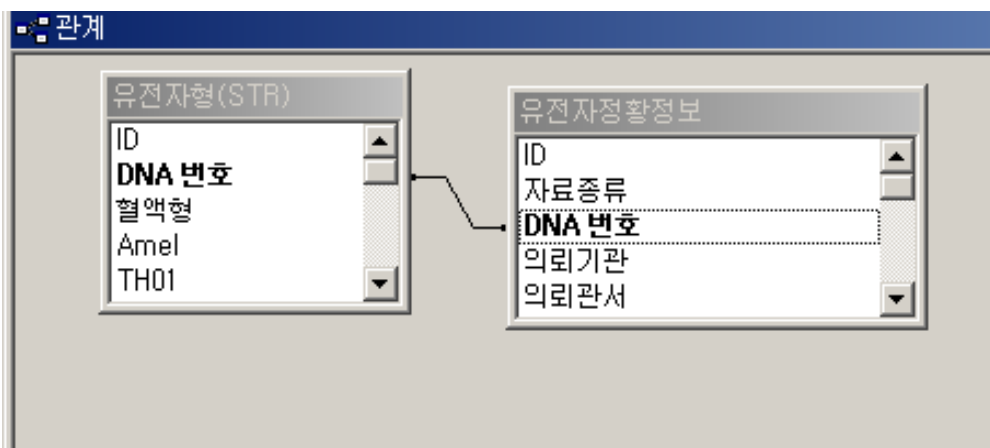 관계
유전자형(STR)
ID
DNA 번호
혈액형
Amel
TH01
유전자정황정보
ID
자료종류
DNA 번호
의뢰기관
의뢰관서